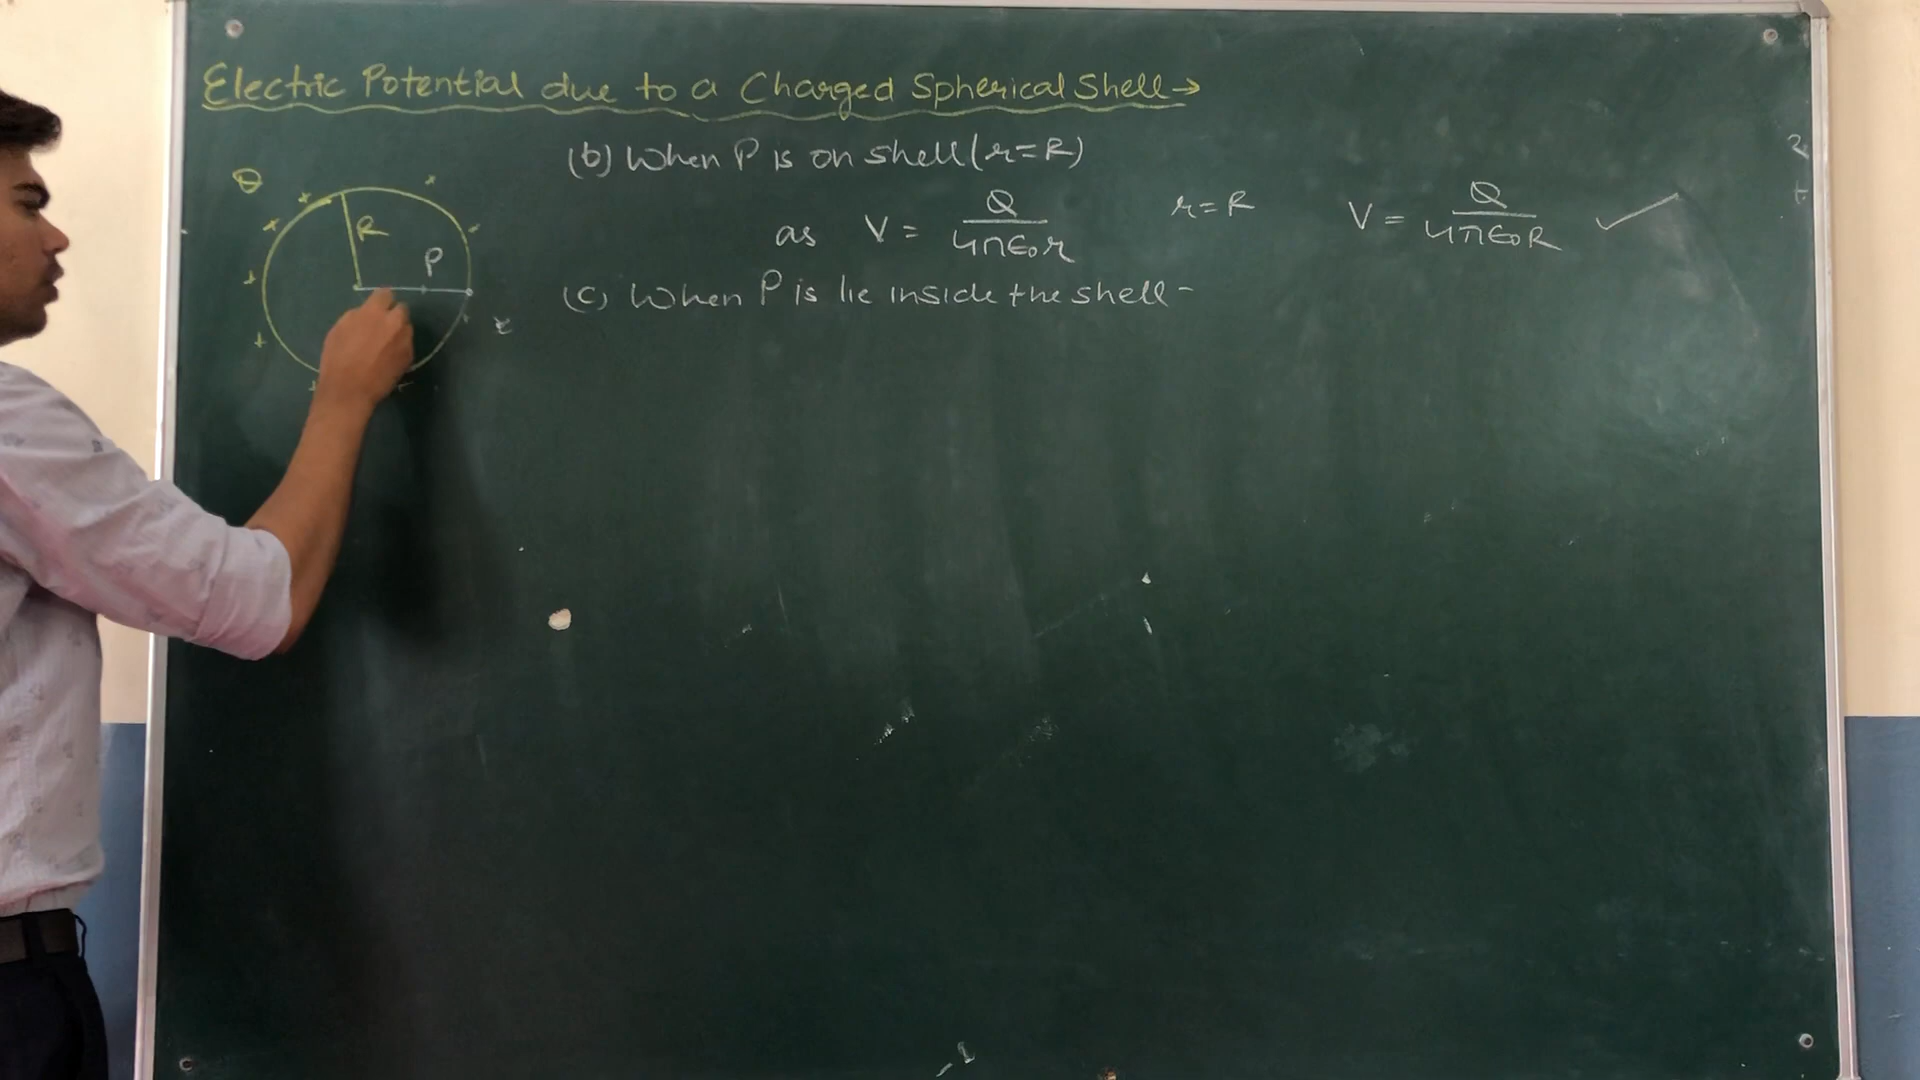 Electric Potential due to a Charged Spherical Shell→
(b) When P is on shell (r=R)
Q
R
P
as V = Q/4πϵ₀r r=R V = Q/4πϵ₀R ✓
(c) When P is lie inside the shell -